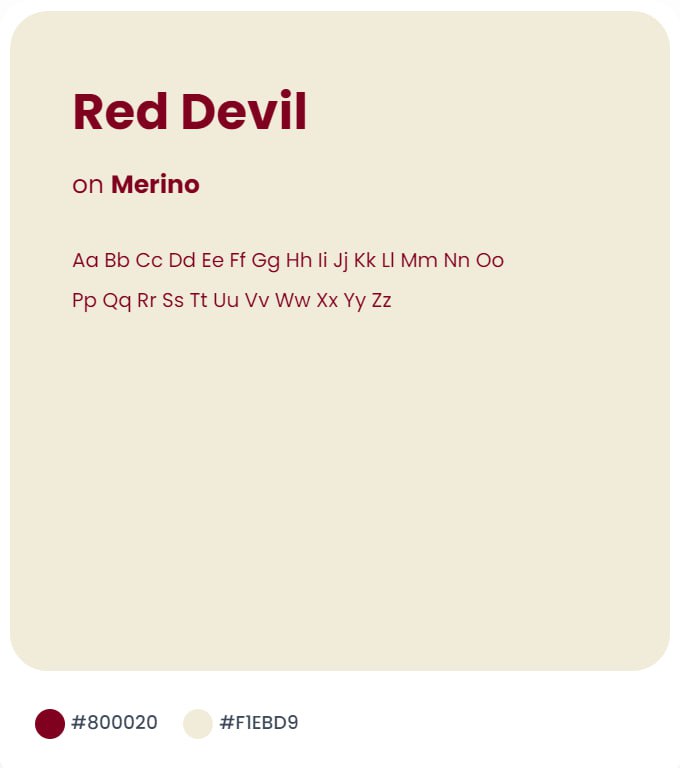 Red Devil
on Merino
Aa Bb Cc Dd Ee Ff Gg Hh Ii Jj Kk Ll Mm Nn Oo
Pp Qq Rr Ss Tt Uu Vv Ww Xx Yy Zz
#800020 #F1EBD9